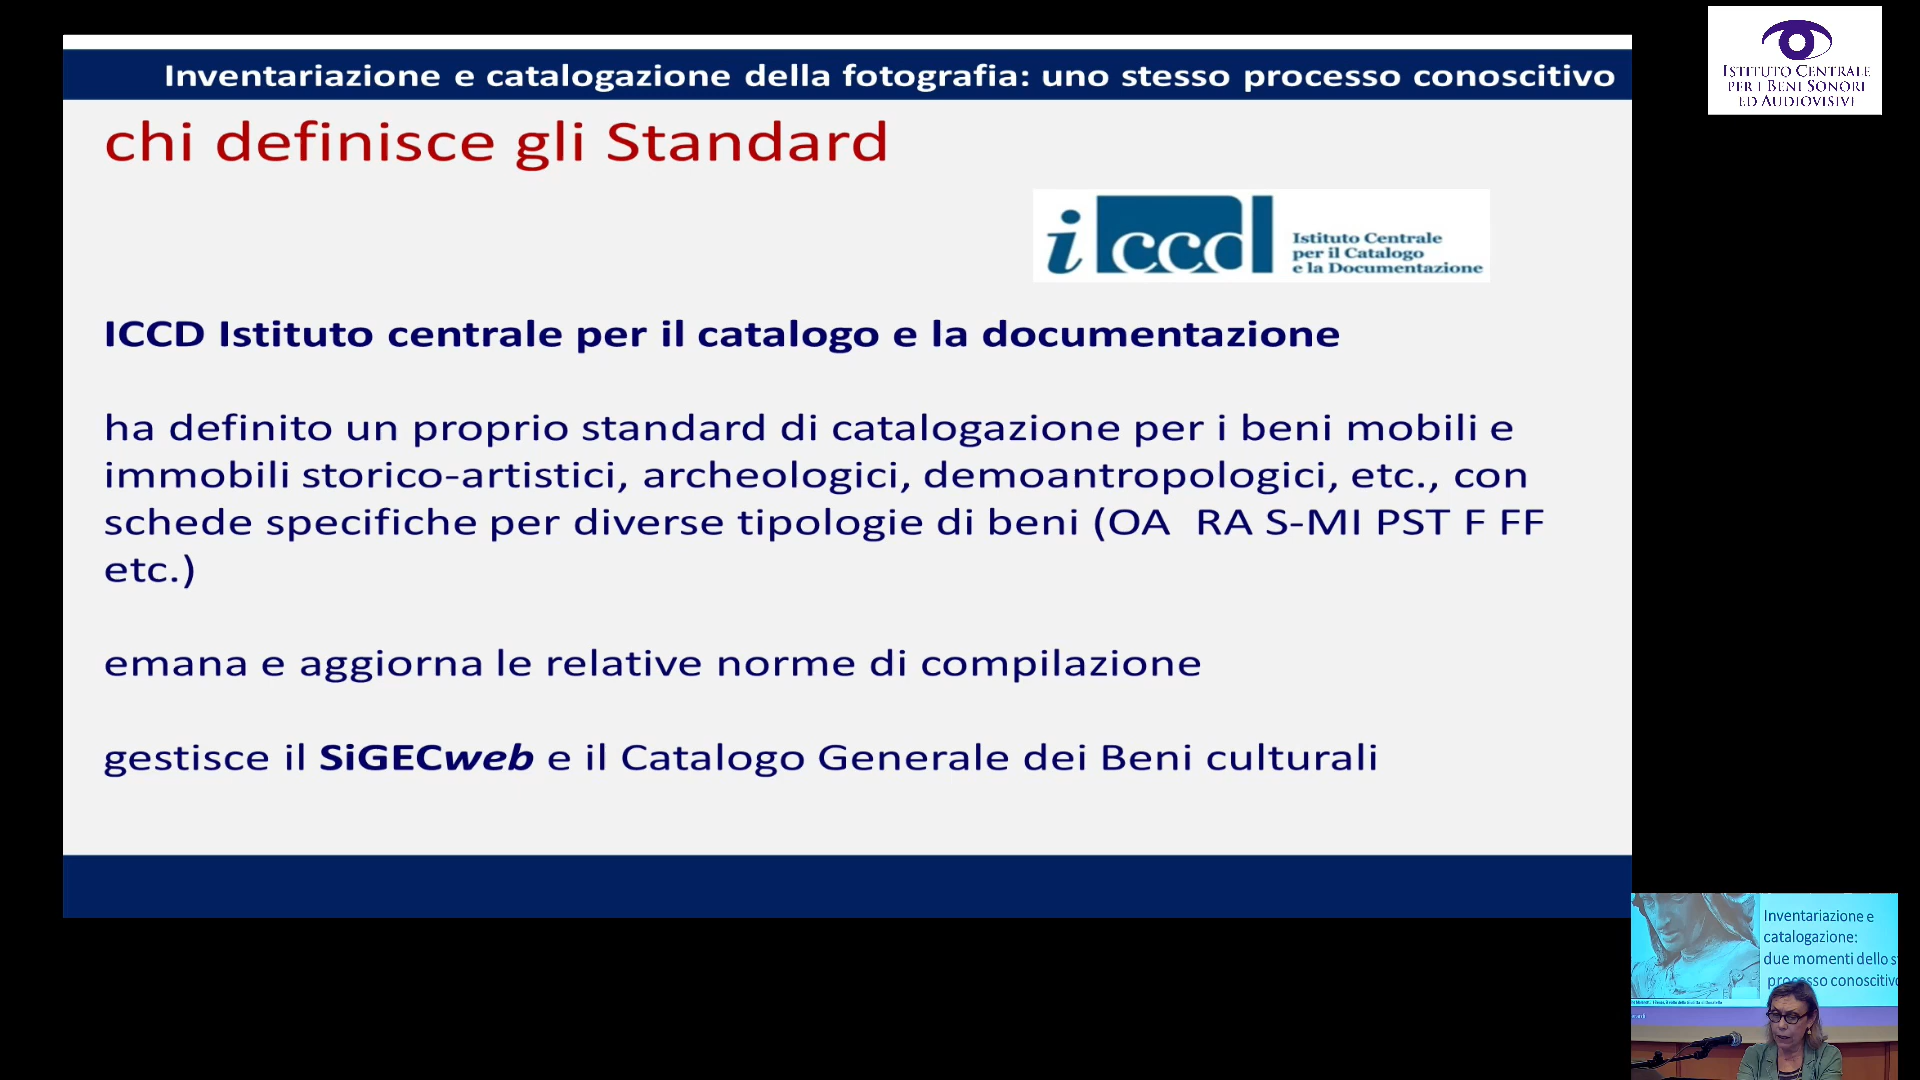 Inventariazione e catalogazione della fotografia: uno stesso processo conoscitivo
ISTITUTO CENTRALE
PER I BENI SONORI
ED AUDIOVISIVI
chi definisce gli Standard
iccd
Istituto Centrale
per il Catalogo
e la Documentazione
ICCD Istituto centrale per il catalogo e la documentazione
ha definito un proprio standard di catalogazione per i beni mobili e
immobili storico-artistici, archeologici, demoantropologici, etc., con
schede specifiche per diverse tipologie di beni (OA RA S-MI PST F FF
etc.)
emana e aggiorna le relative norme di compilazione
gestisce il SiGECweb e il Catalogo Generale dei Beni culturali
Inventariazione e
catalogazione:
due momenti dello s
processo conoscitivo